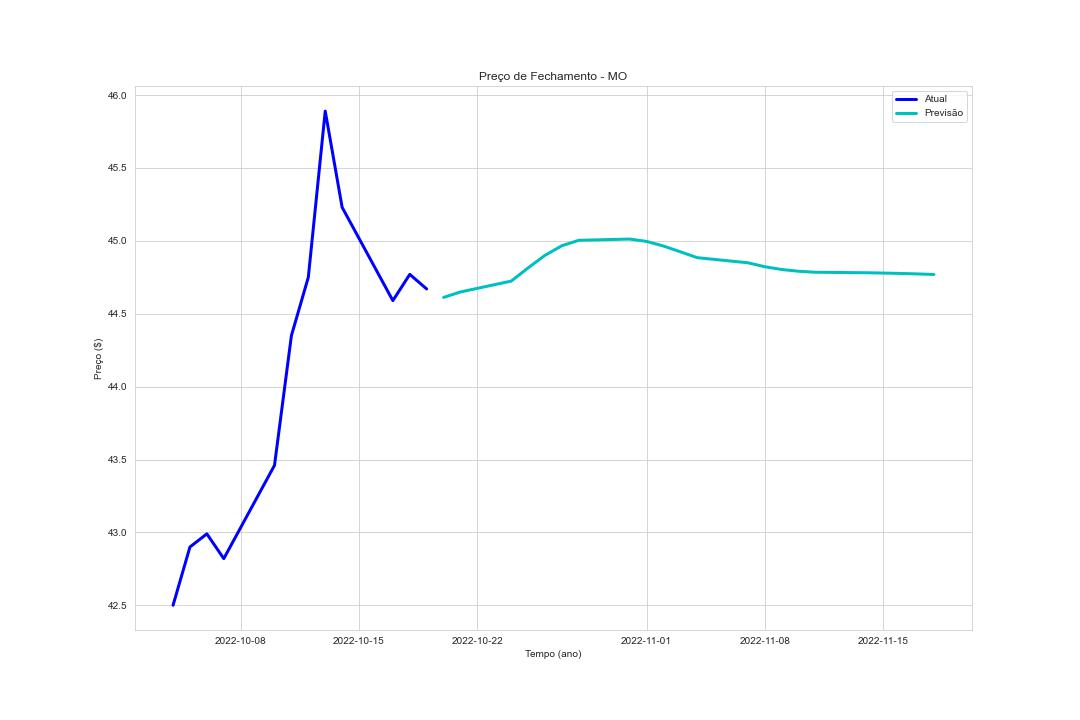 Preço de Fechamento - MO
Atual
Previsão
46.0
45.5
45.0
44.5
44.0
43.5
43.0
42.5
Preço ($)
2022-10-08
2022-10-15
2022-10-22
2022-11-01
2022-11-08
2022-11-15
Tempo (ano)